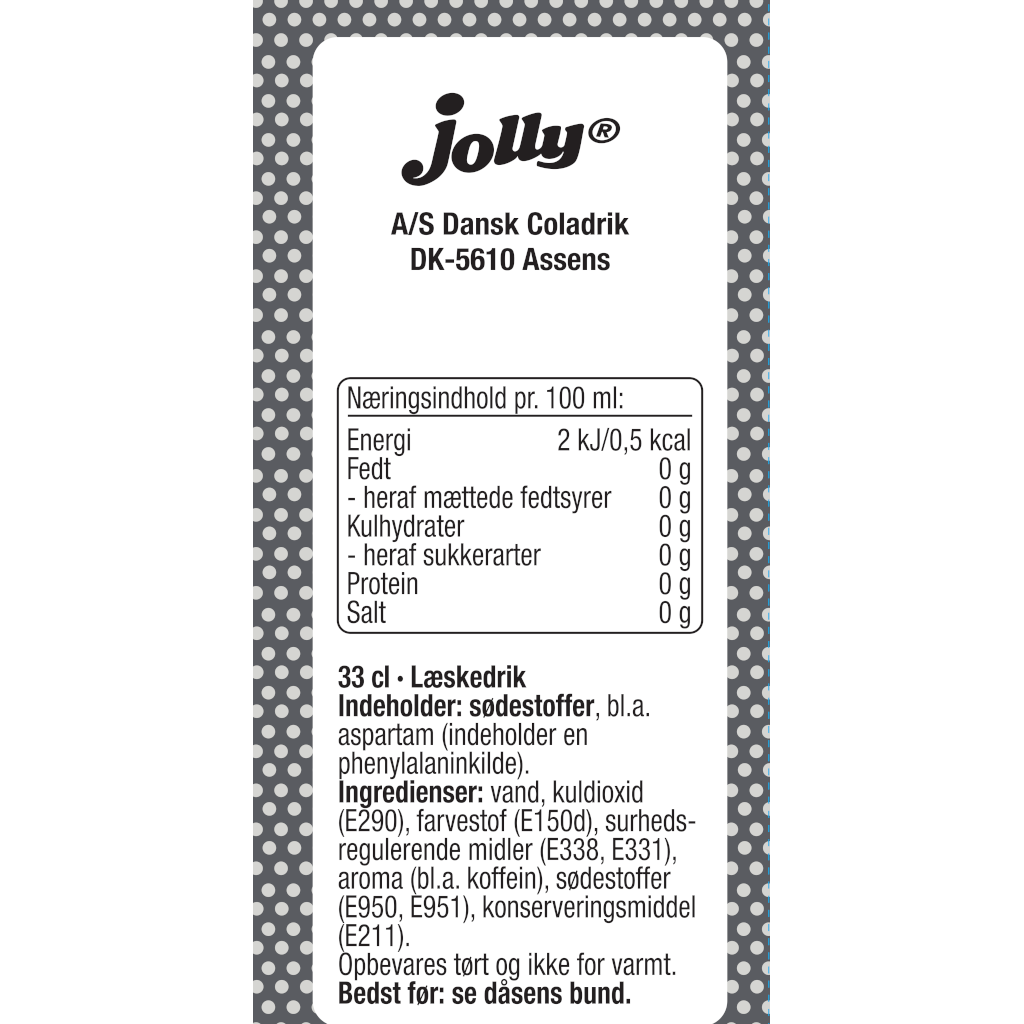 jolly®
A/S Dansk Coladrik
DK-5610 Assens
Næringsindhold pr. 100 ml:
Energi 2 kJ/0,5 kcal
Fedt 0 g
- heraf mættede fedtsyrer 0 g
Kulhydrater 0 g
- heraf sukkerarter 0 g
Protein 0 g
Salt 0 g
33 cl · Læskedrik
Indeholder: sødestoffer, bl.a.
aspartam (indeholder en
phenylalaninkilde).
Ingredienser: vand, kuldioxid
(E290), farvestof (E150d), surheds-
regulerende midler (E338, E331),
aroma (bl.a. koffein), sødestoffer
(E950, E951), konserveringsmiddel
(E211).
Opbevares tørt og ikke for varmt.
Bedst før: se dåsens bund.